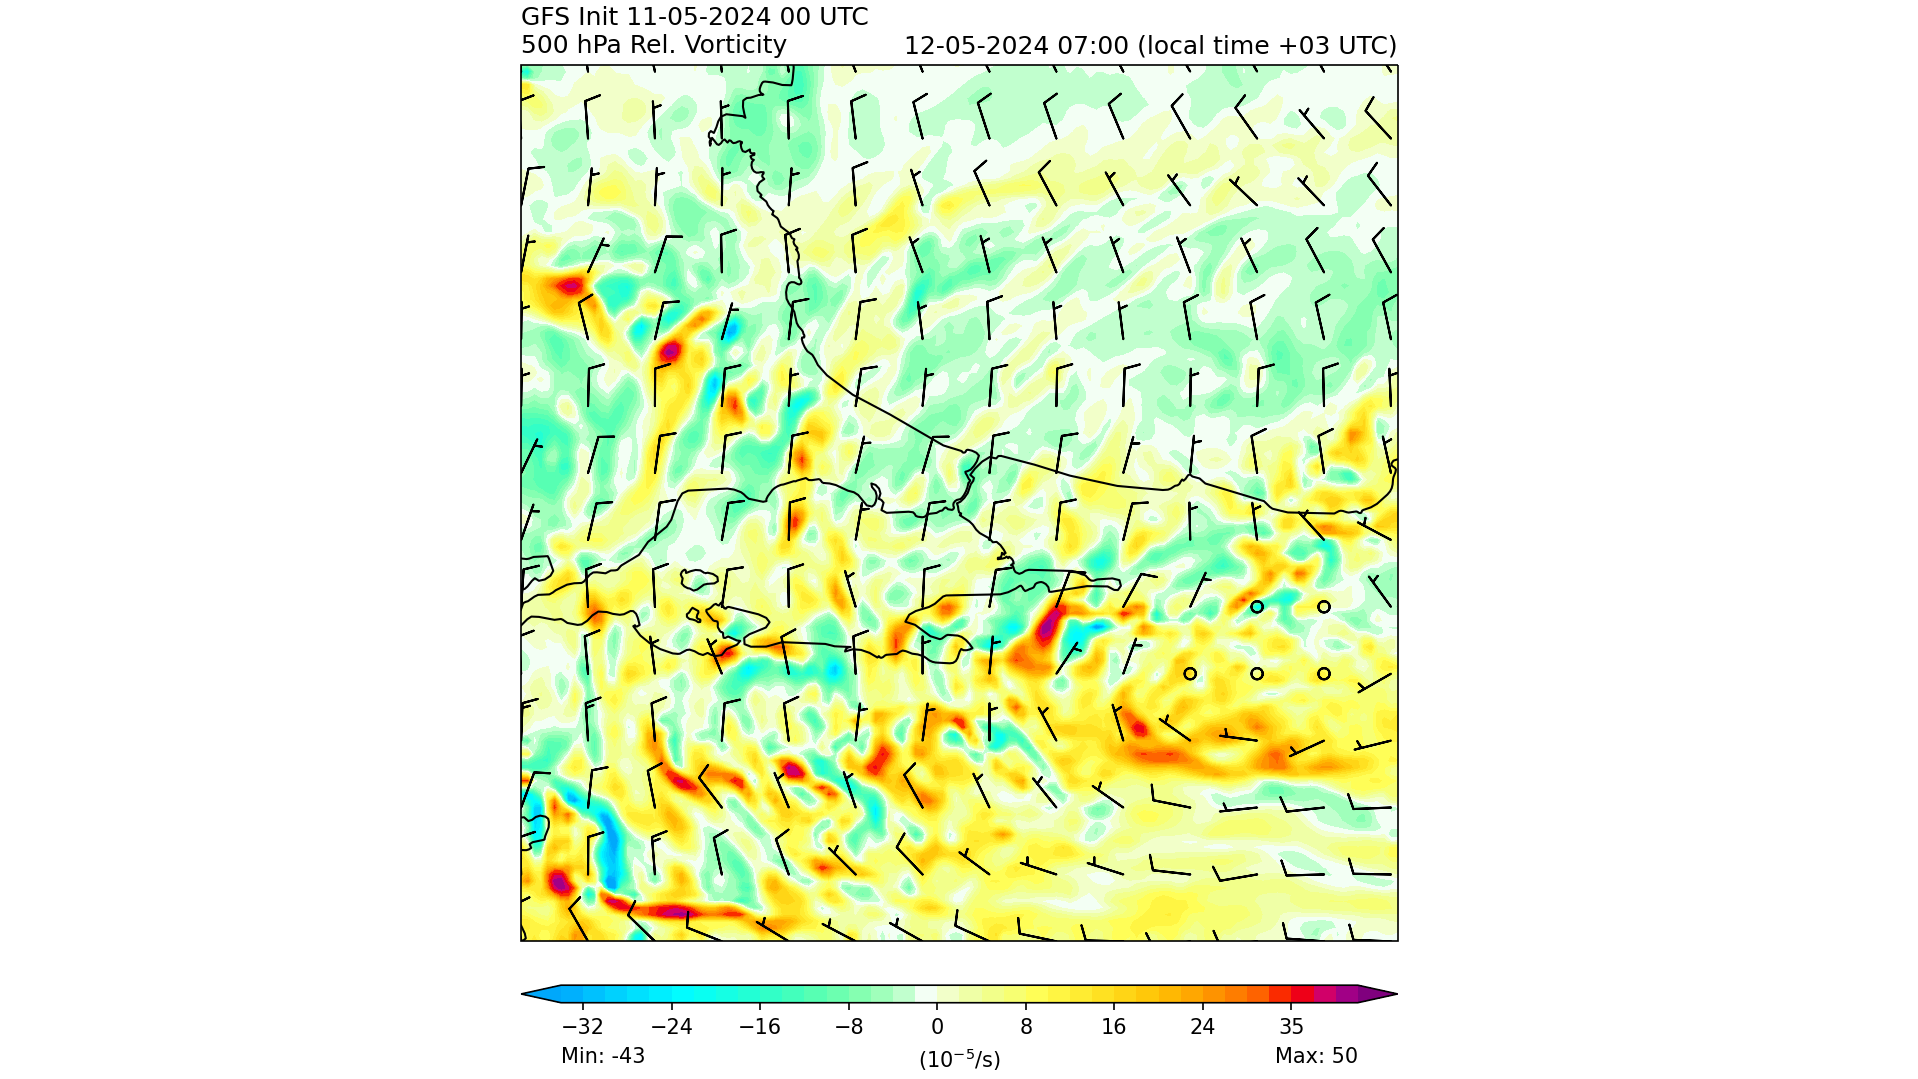 GFS Init 11-05-2024 00 UTC
500 hPa Rel. Vorticity
12-05-2024 07:00 (local time +03 UTC)
−32 −24 −16 −8 0 8 16 24 35
Min: -43 (10⁻⁵/s) Max: 50